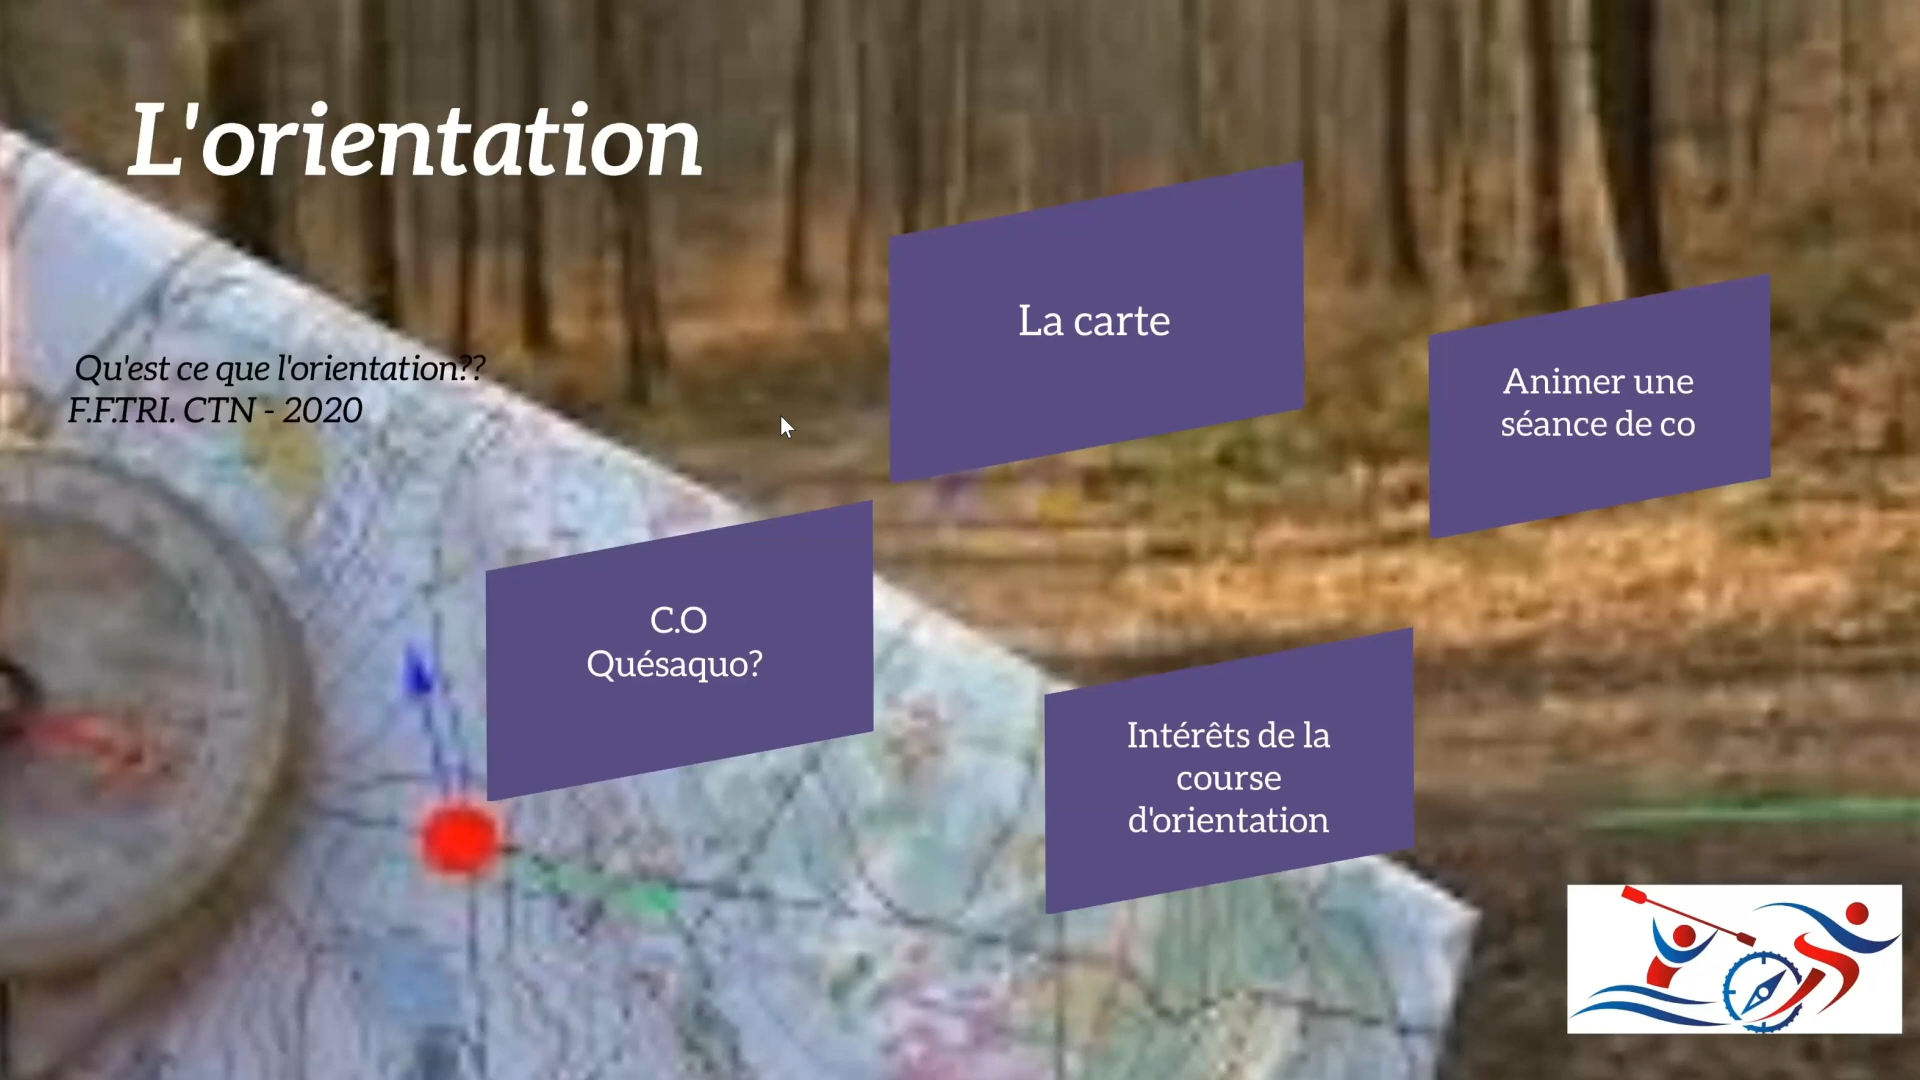 L'orientation
Qu'est ce que l'orientation??
F.F.TRI. CTN - 2020
La carte
Animer une
séance de co
C.O
Quésaquo?
Intérêts de la
course
d'orientation